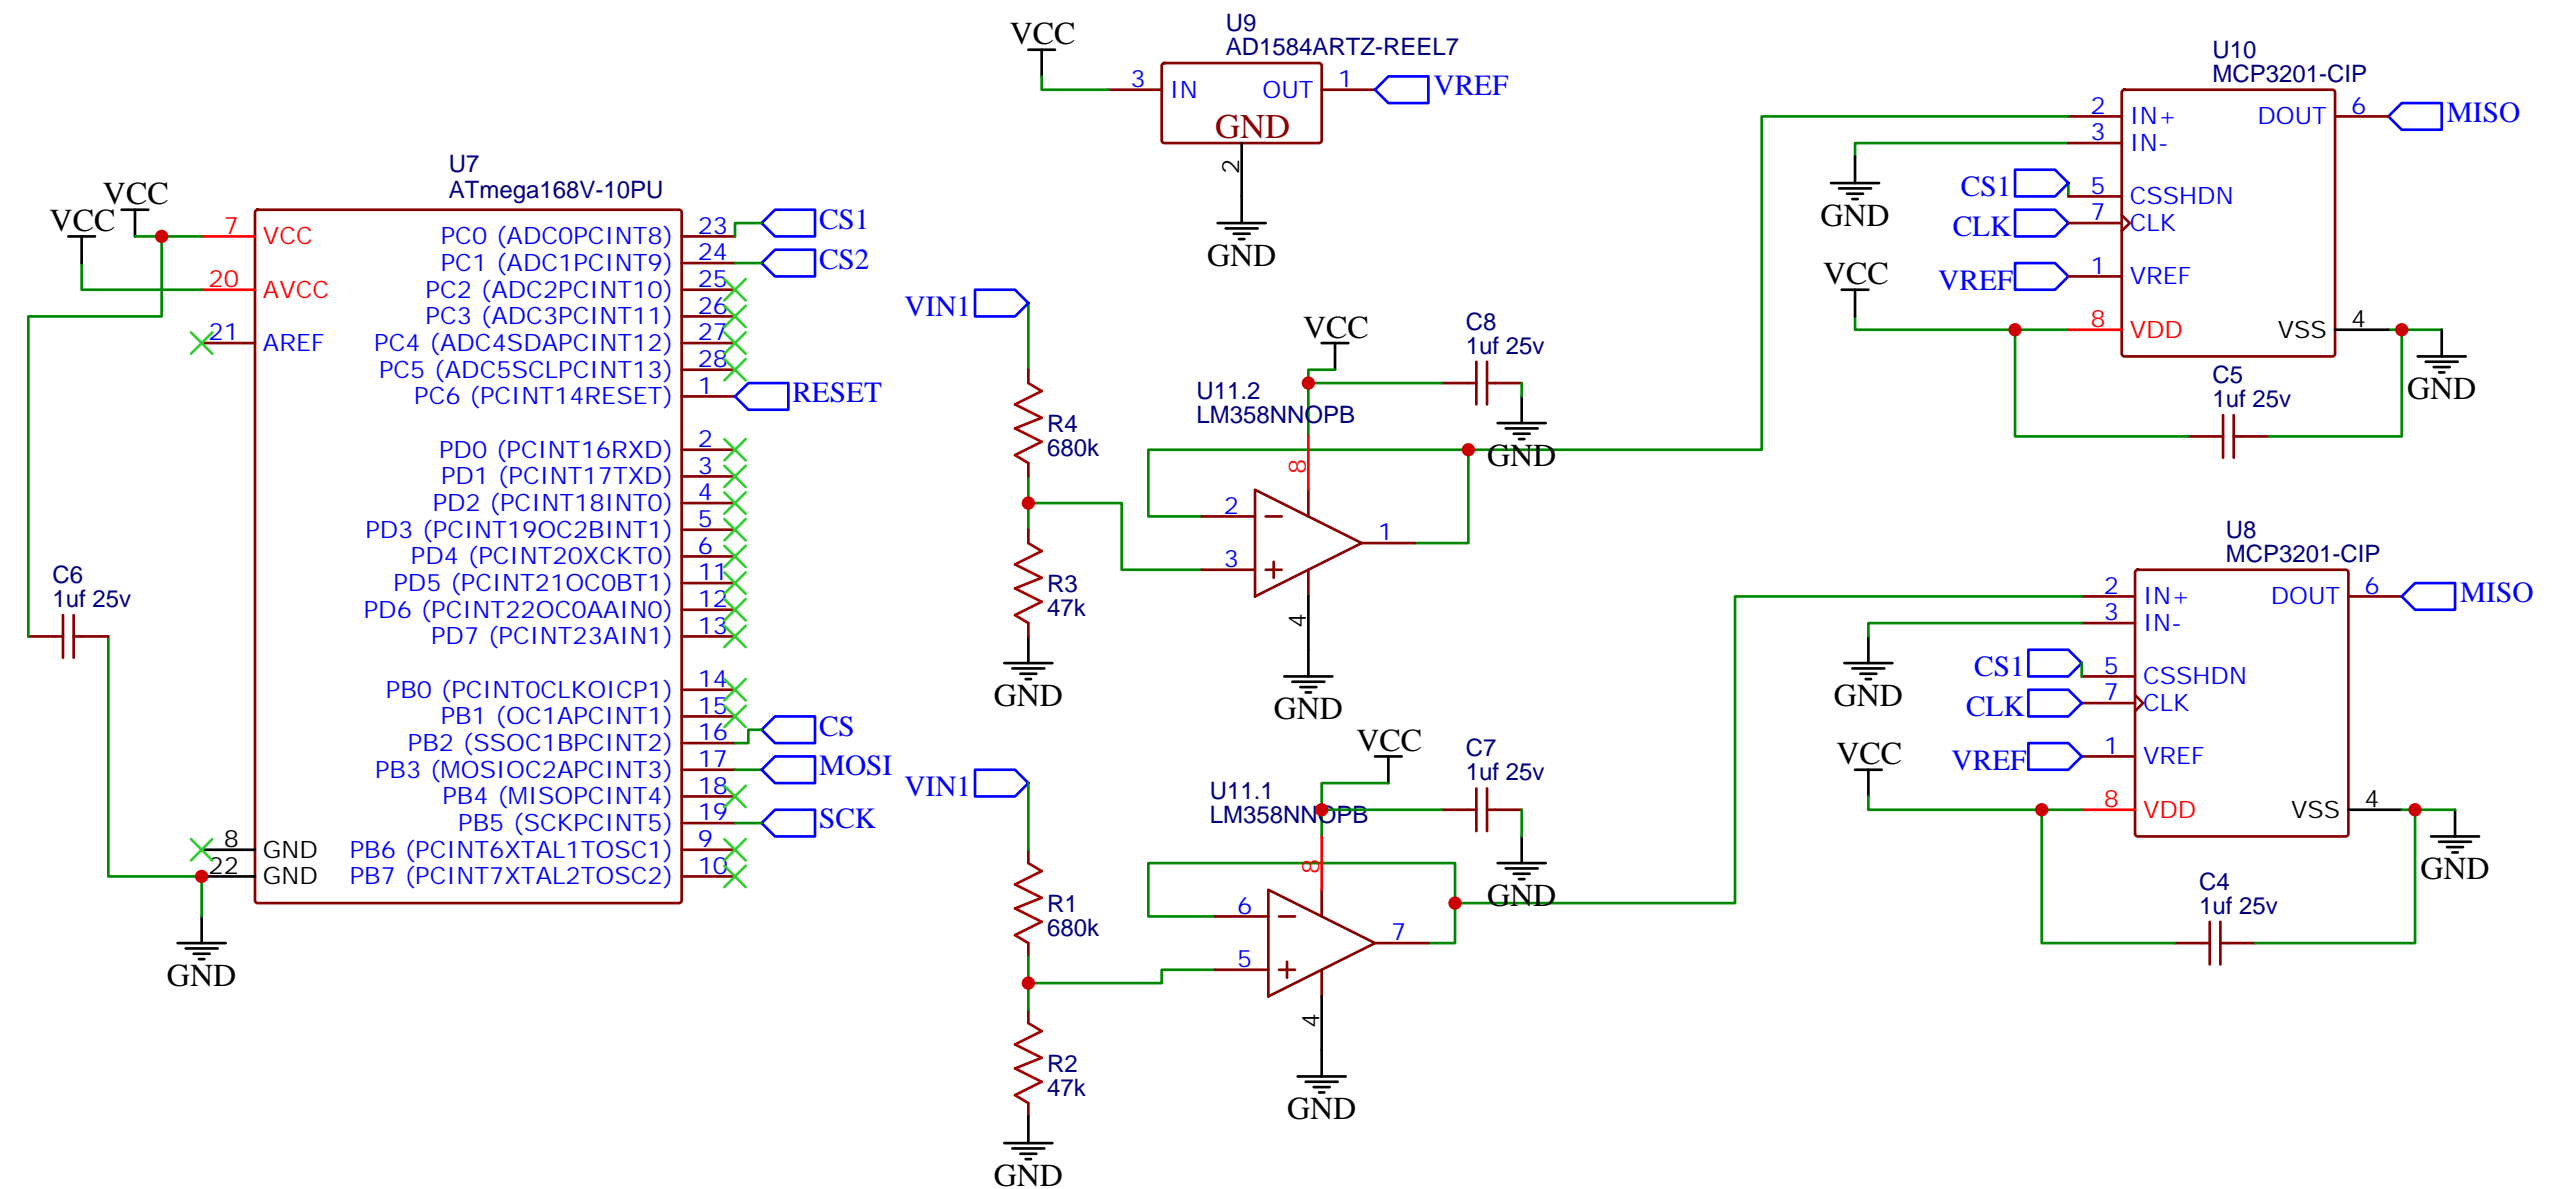 U7
ATmega168V-10PU
VCC
VCC
7
VCC
20
AVCC
21
AREF
8
GND
22
GND
GND
C6
1uf 25v
PC0 (ADC0PCINT8)
23
CS1
PC1 (ADC1PCINT9)
24
CS2
PC2 (ADC2PCINT10)
25
PC3 (ADC3PCINT11)
26
PC4 (ADC4SDAPCINT12)
27
PC5 (ADC5SCLPCINT13)
28
PC6 (PCINT14RESET)
1
RESET
PD0 (PCINT16RXD)
2
PD1 (PCINT17TXD)
3
PD2 (PCINT18INT0)
4
PD3 (PCINT19OC2BINT1)
5
PD4 (PCINT20XCKT0)
6
PD5 (PCINT21OC0BT1)
11
PD6 (PCINT22OC0AAIN0)
12
PD7 (PCINT23AIN1)
13
PB0 (PCINT0CLKOICP1)
14
PB1 (OC1APCINT1)
15
PB2 (SSOC1BPCINT2)
16
CS
PB3 (MOSIOC2APCINT3)
17
MOSI
PB4 (MISOPCINT4)
18
PB5 (SCKPCINT5)
19
SCK
PB6 (PCINT6XTAL1TOSC1)
9
PB7 (PCINT7XTAL2TOSC2)
10
U9
AD1584ARTZ-REEL7
VCC
3
IN
OUT
1
VREF
GND
2
GND
VIN1
R4
680k
R3
47k
GND
U11.2
LM358NNOPB
VCC
C8
1uf 25v
GND
8
2
3
1
4
GND
VIN1
R1
680k
R2
47k
GND
U11.1
LM358NNOPB
VCC
C7
1uf 25v
GND
8
6
5
7
4
GND
U10
MCP3201-CIP
2
IN+
3
IN-
GND
CS1
5
CSSHDN
CLK
7
CLK
VREF
1
VREF
VCC
8
VDD
DOUT
6
MISO
VSS
4
GND
C5
1uf 25v
U8
MCP3201-CIP
2
IN+
3
IN-
GND
CS1
5
CSSHDN
CLK
7
CLK
VREF
1
VREF
VCC
8
VDD
DOUT
6
MISO
VSS
4
GND
C4
1uf 25v